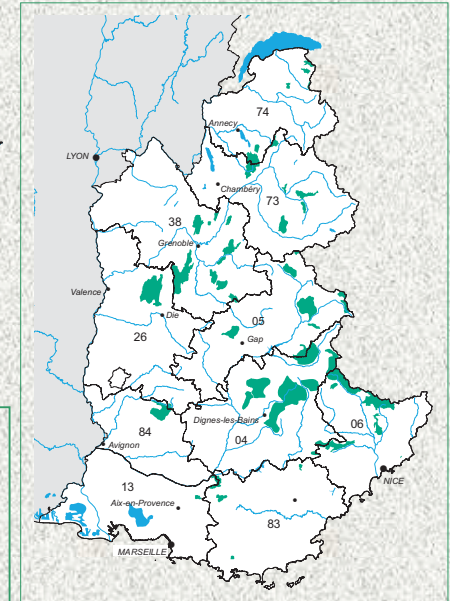 74
Annecy
LYON
Chambéry
73
38
Grenoble
Valence
Die
05
26
Gap
Dignes-les-Bains
84
04
06
Avignon
13
NICE
Aix-en-Provence
83
MARSEILLE